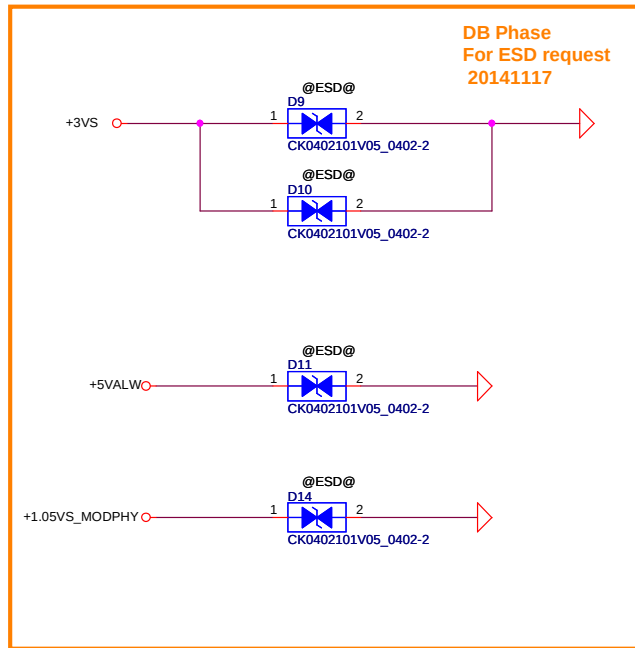 DB Phase
For ESD request
20141117
@ESD@
D9
+3VS
1
2
CK0402101V05_0402-2
@ESD@
D10
1
2
CK0402101V05_0402-2
@ESD@
D11
+5VALW
1
2
CK0402101V05_0402-2
@ESD@
D14
+1.05VS_MODPHY
1
2
CK0402101V05_0402-2